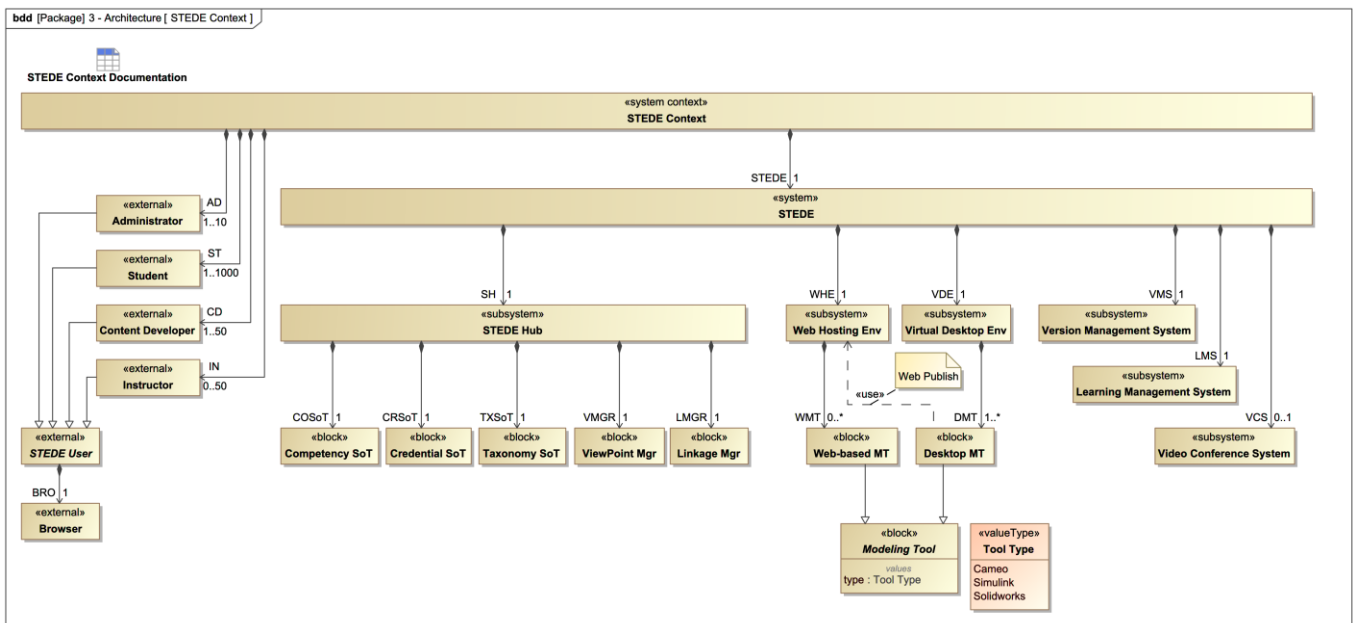 bdd [Package] 3 - Architecture [ STEDE Context ]
STEDE Context Documentation
«system context»
STEDE Context
STEDE 1
«system»
STEDE
AD
1..10
«external»
Administrator
ST
1..1000
«external»
Student
CD
1..50
«external»
Content Developer
IN
0..50
«external»
Instructor
«external»
STEDE User
BRO 1
«external»
Browser
SH 1
«subsystem»
STEDE Hub
COSoT 1
«block»
Competency SoT
CRSoT 1
«block»
Credential SoT
TXSoT 1
«block»
Taxonomy SoT
VMGR 1
«block»
ViewPoint Mgr
LMGR 1
«block»
Linkage Mgr
WHE 1
«subsystem»
Web Hosting Env
VDE 1
«subsystem»
Virtual Desktop Env
Web Publish
«use»
WMT 0..*
«block»
Web-based MT
DMT 1..*
«block»
Desktop MT
«block»
Modeling Tool
values
type : Tool Type
«valueType»
Tool Type
Cameo
Simulink
Solidworks
VMS 1
«subsystem»
Version Management System
LMS 1
«subsystem»
Learning Management System
VCS 0..1
«subsystem»
Video Conference System